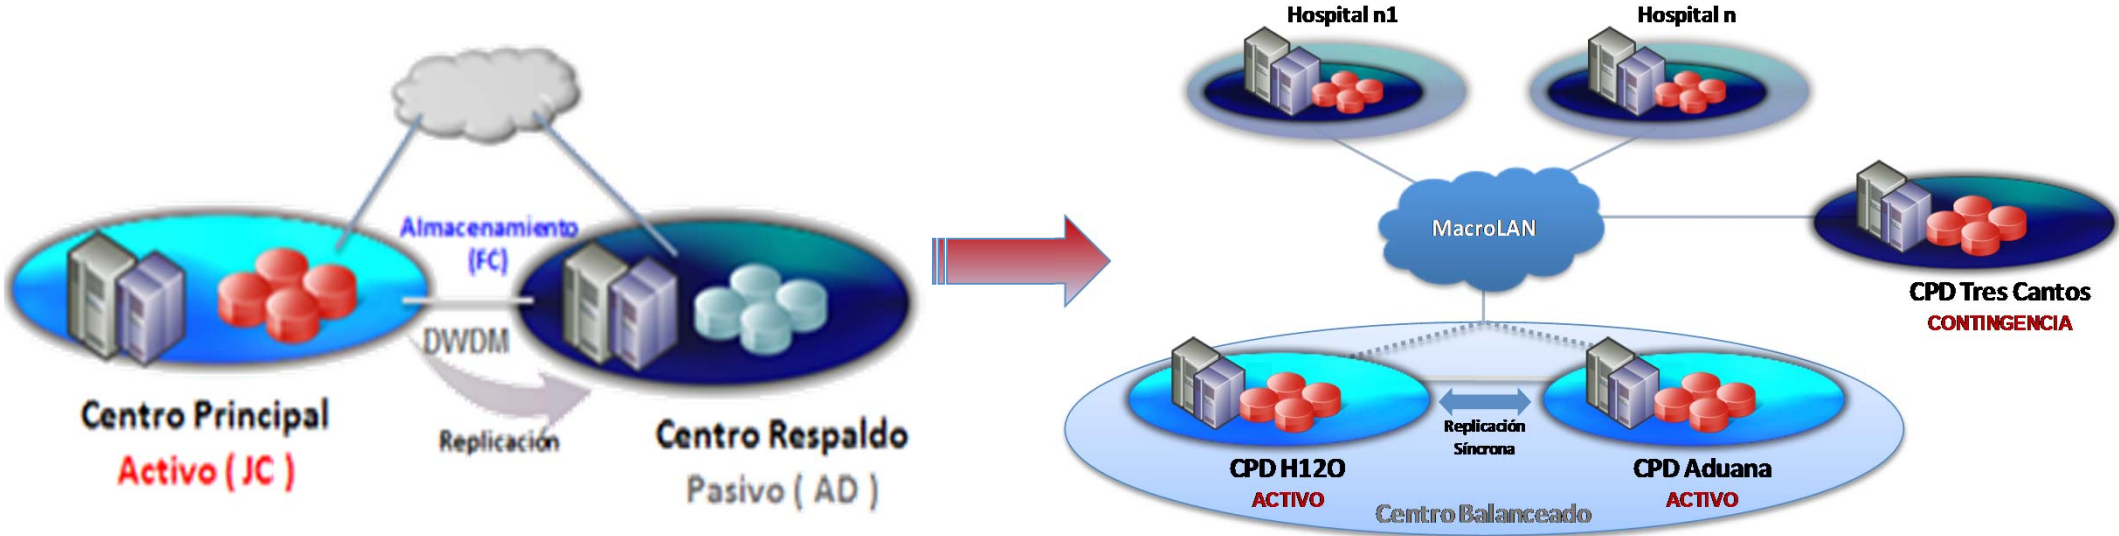 Almacenamiento
(FC)
DWDM
Replicación
Centro Principal
Activo ( JC )
Centro Respaldo
Pasivo ( AD )
Hospital n1
Hospital n
MacroLAN
CPD Tres Cantos
CONTINGENCIA
Replicación
Síncrona
CPD H12O
ACTIVO
CPD Aduana
ACTIVO
Centro Balanceado